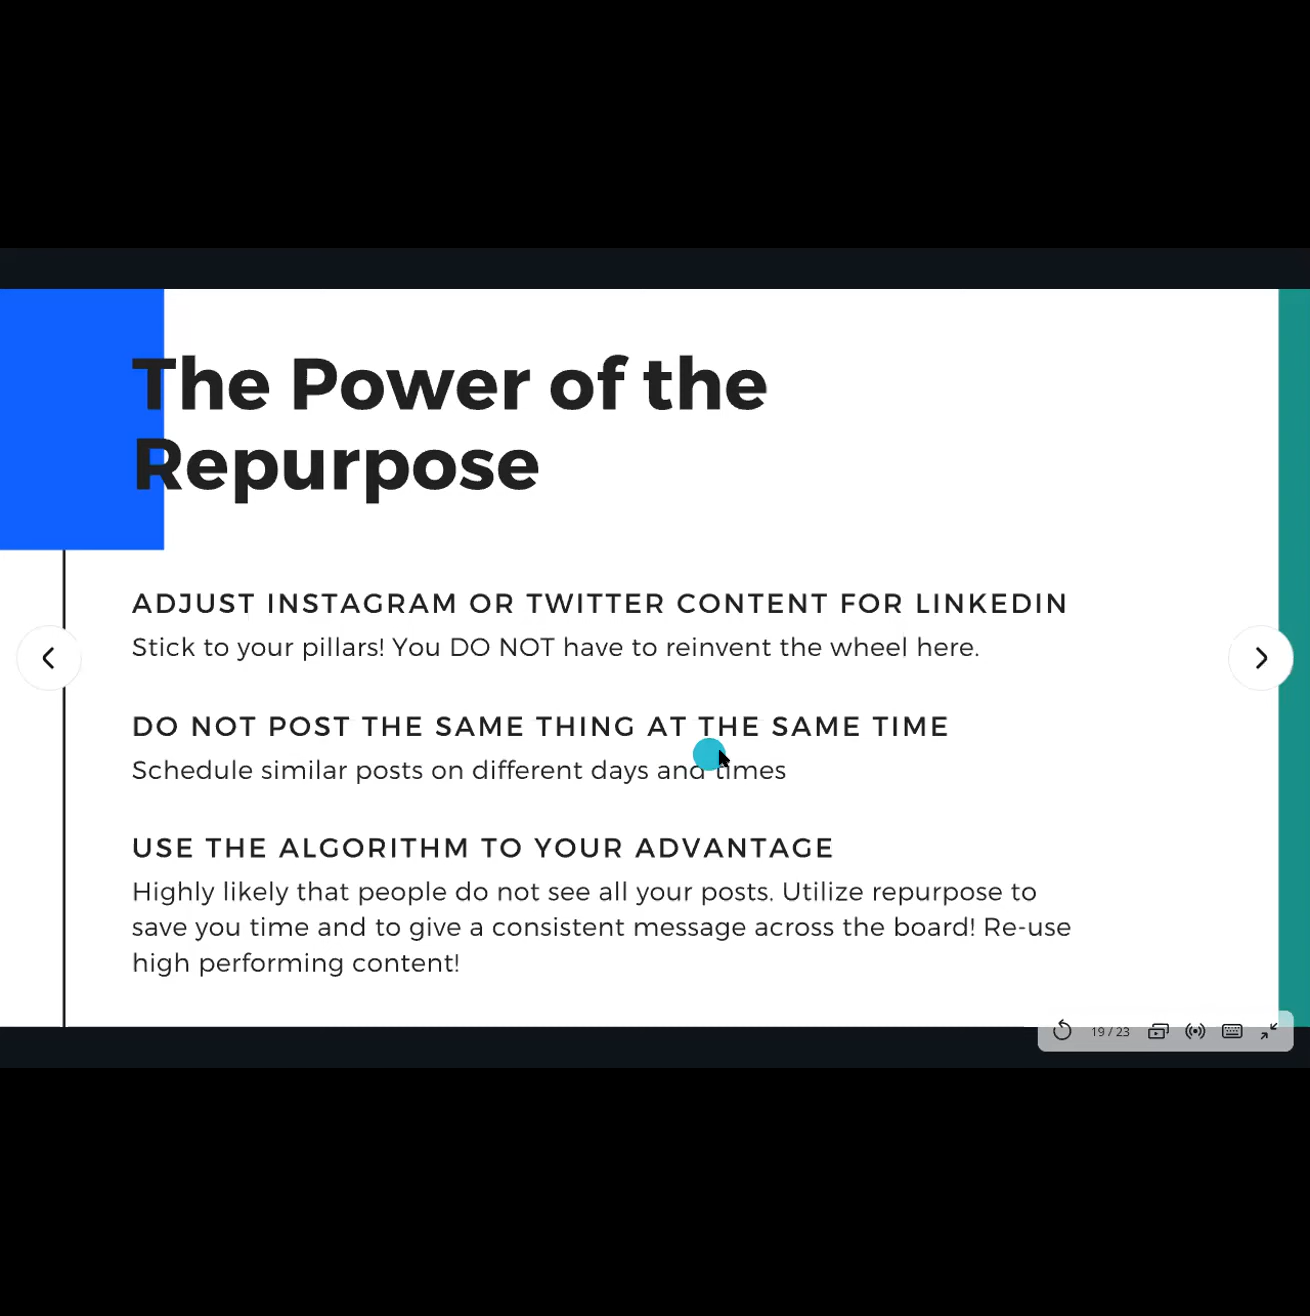 The Power of the
Repurpose
ADJUST INSTAGRAM OR TWITTER CONTENT FOR LINKEDIN
Stick to your pillars! You DO NOT have to reinvent the wheel here.
DO NOT POST THE SAME THING AT THE SAME TIME
Schedule similar posts on different days and times
USE THE ALGORITHM TO YOUR ADVANTAGE
Highly likely that people do not see all your posts. Utilize repurpose to
save you time and to give a consistent message across the board! Re-use
high performing content!
19 / 23